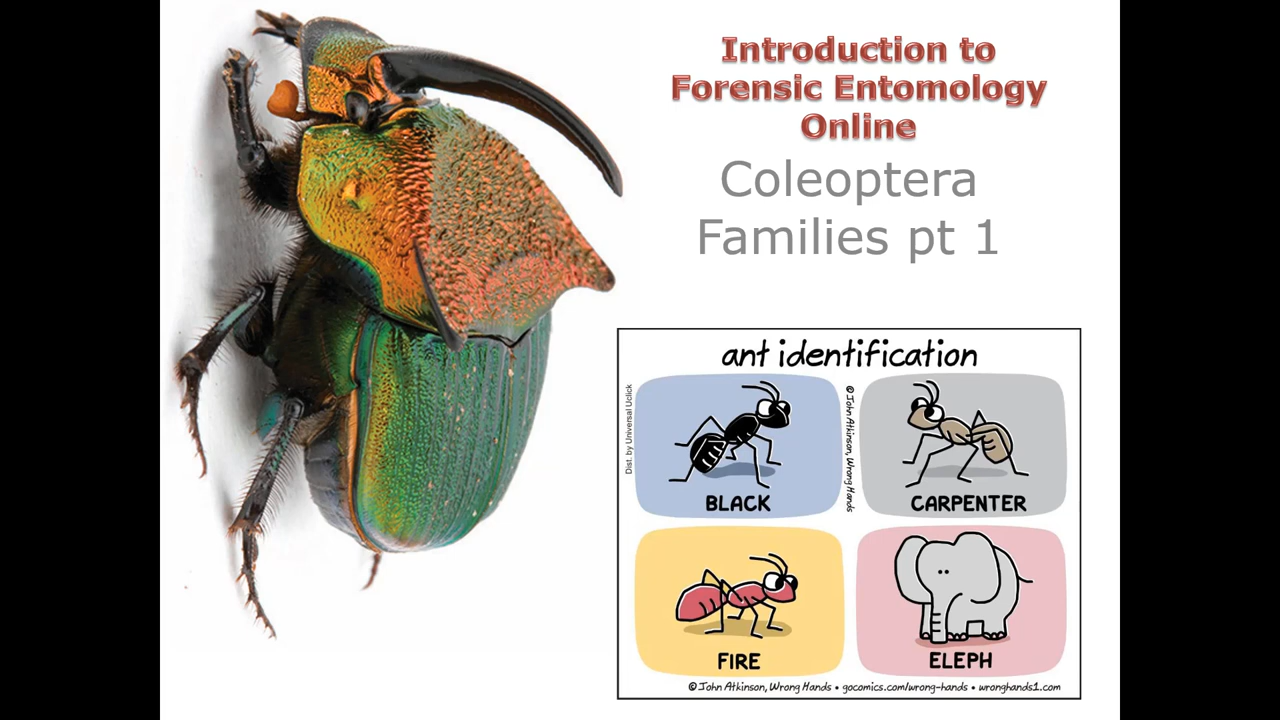 Introduction to
Forensic Entomology
Online
Coleoptera
Families pt 1
ant identification
Dist. by Universal Uclick
BLACK
© John Atkinson, Wrong Hands
CARPENTER
FIRE
ELEPH
© John Atkinson, Wrong Hands • gocomics.com/wrong-hands • wronghands1.com